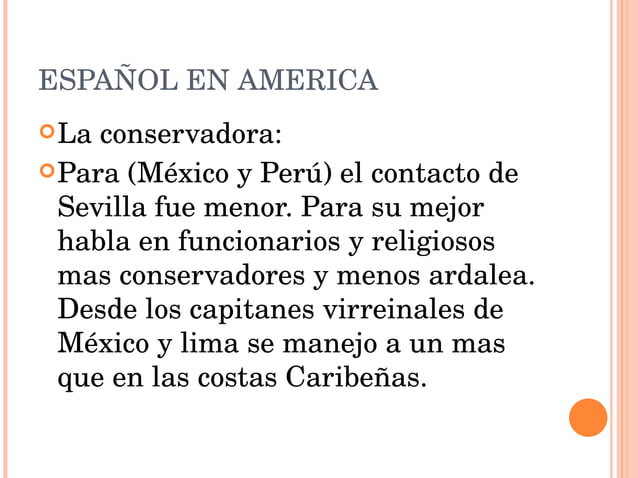 ESPAÑOL EN AMERICA
La conservadora:
Para (México y Perú) el contacto de
Sevilla fue menor. Para su mejor
habla en funcionarios y religiosos
mas conservadores y menos ardalea.
Desde los capitanes virreinales de
México y lima se manejo a un mas
que en las costas Caribeñas.